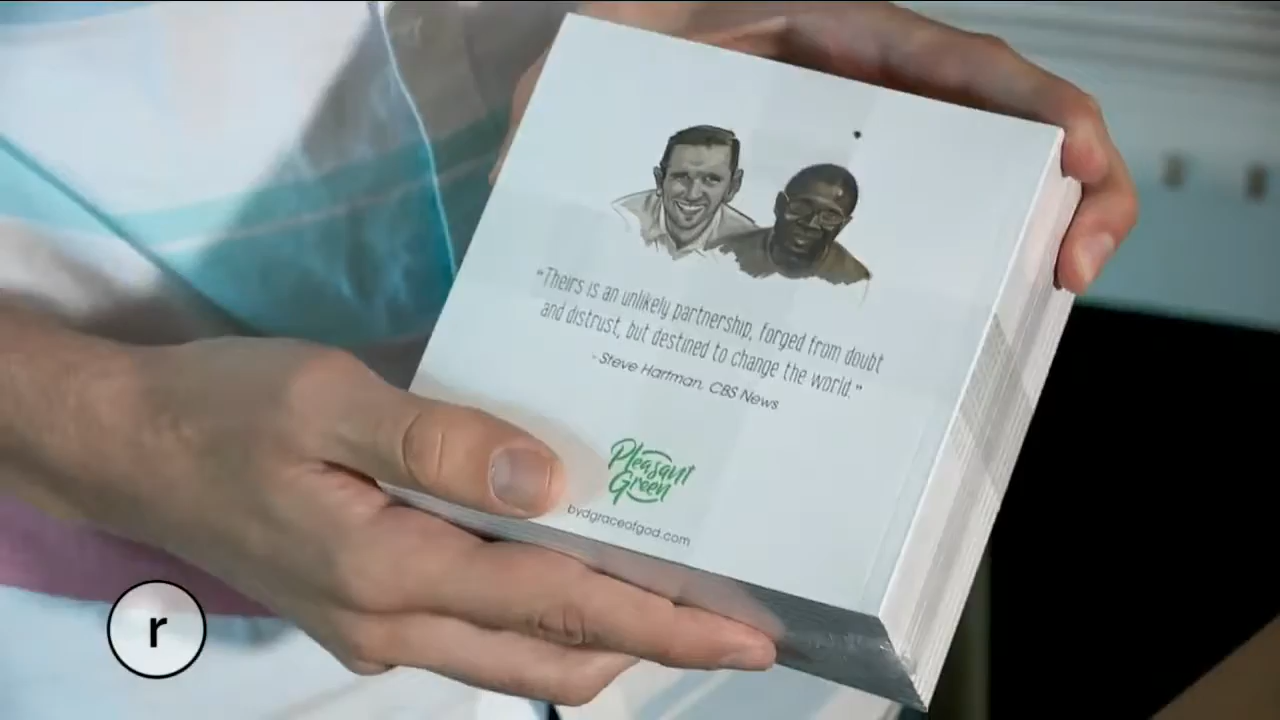 "Theirs is an unlikely partnership, forged from doubt
and distrust, but destined to change the world."
- Steve Hartman, CBS News
Pleasant
Green
bydgraceofgod.com
r